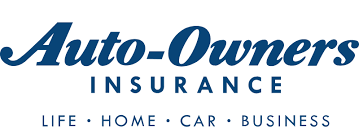 Auto-Owners
INSURANCE
LIFE • HOME • CAR • BUSINESS